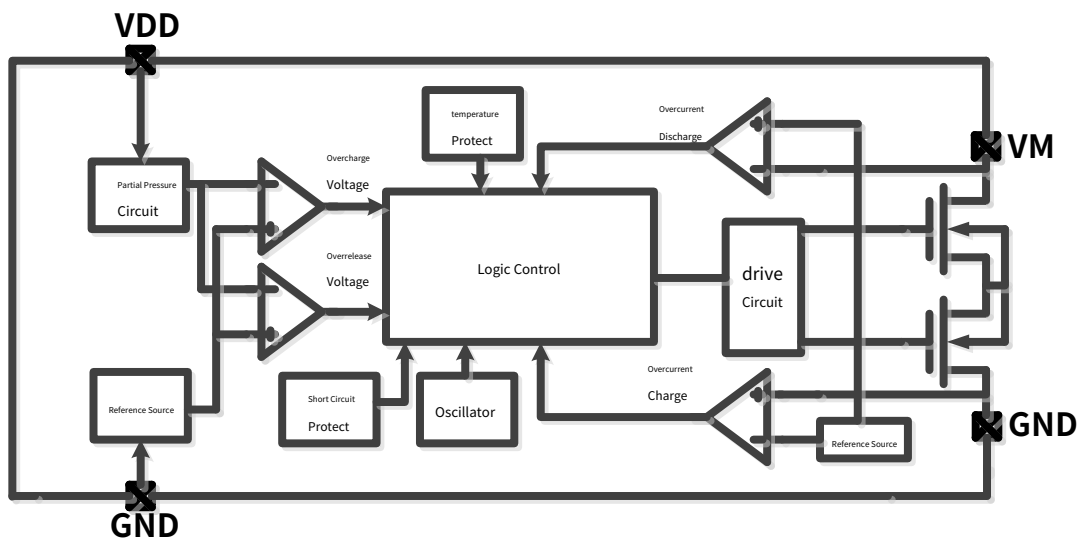 VDD
temperature
Protect
Overcurrent
Discharge
VM
Partial Pressure
Circuit
Overcharge
Voltage
Overrelease
Voltage
Logic Control
drive
Circuit
Reference Source
Short Circuit
Protect
Oscillator
Overcurrent
Charge
Reference Source
GND
GND